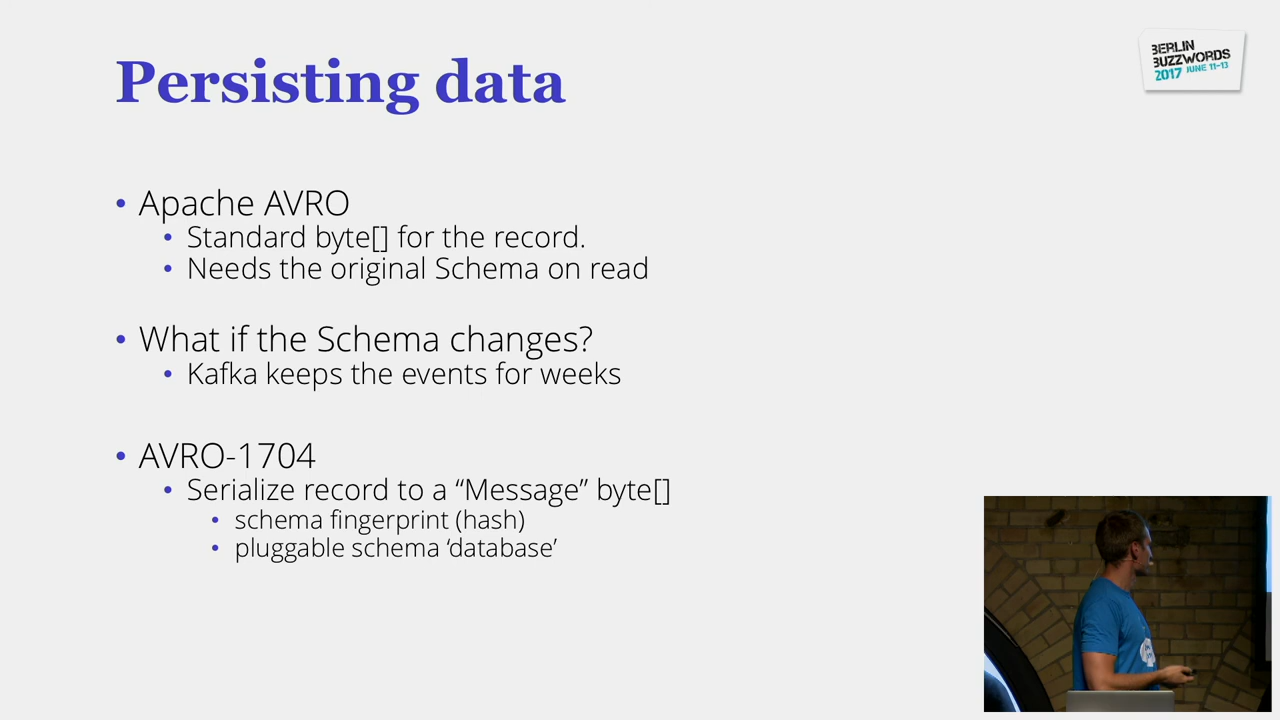 Persisting data
BERLIN
BUZZWORDS
2017 JUNE 11-13
• Apache AVRO
• Standard byte[] for the record.
• Needs the original Schema on read
• What if the Schema changes?
• Kafka keeps the events for weeks
• AVRO-1704
• Serialize record to a “Message” byte[]
• schema fingerprint (hash)
• pluggable schema ‘database’